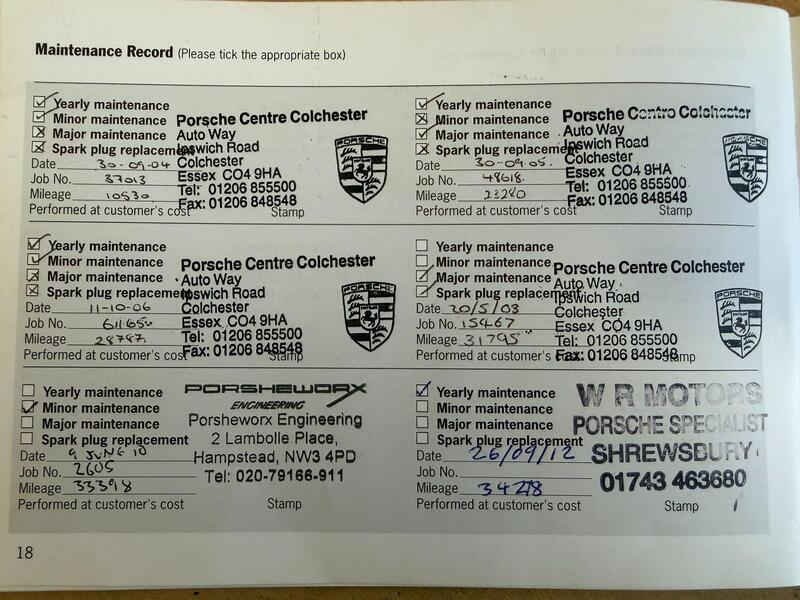 Maintenance Record (Please tick the appropriate box)
Yearly maintenance
Minor maintenance
Major maintenance
Spark plug replacement
Date 30-09-04
Job No. 37013
Mileage 10530
Performed at customer's cost
Stamp
Porsche Centre Colchester
Auto Way
Ipswich Road
Colchester
Essex CO4 9HA
Tel: 01206 855500
Fax: 01206 848548
PORSCHE
Yearly maintenance
Minor maintenance
Major maintenance
Spark plug replacement
Date 30-09-05.
Job No. 48618.
Mileage 23280
Performed at customer's cost
Stamp
Porsche Centre Colchester
Auto Way
Ipswich Road
Colchester
Essex CO4 9HA
Tel: 01206 855500
Fax: 01206 848548
PORSCHE
Yearly maintenance
Minor maintenance
Major maintenance
Spark plug replacement
Date 11-10-06
Job No. 61165
Mileage 28787.
Performed at customer's cost
Stamp
Porsche Centre Colchester
Auto Way
Ipswich Road
Colchester
Essex CO4 9HA
Tel: 01206 855500
Fax: 01206 848548
PORSCHE
Yearly maintenance
Minor maintenance
Major maintenance
Spark plug replacement
Date 20/5/08
Job No. 15467
Mileage 31795
Performed at customer's cost
Stamp
Porsche Centre Colchester
Auto Way
Ipswich Road
Colchester
Essex CO4 9HA
Tel: 01206 855500
Fax: 01206 848548
PORSCHE
Yearly maintenance
Minor maintenance
Major maintenance
Spark plug replacement
Date 9 JUNE 10
Job No. 2605
Mileage 33398
Performed at customer's cost
Stamp
PORSHEWORX
ENGINEERING
Porsheworx Engineering
2 Lambolle Place,
Hampstead, NW3 4PD
Tel: 020-79166-911
Yearly maintenance
Minor maintenance
Major maintenance
Spark plug replacement
Date 26/09/12
Job No.
Mileage 34278
Performed at customer's cost
Stamp
W R MOTORS
PORSCHE SPECIALIST
SHREWSBURY
01743 463680
18